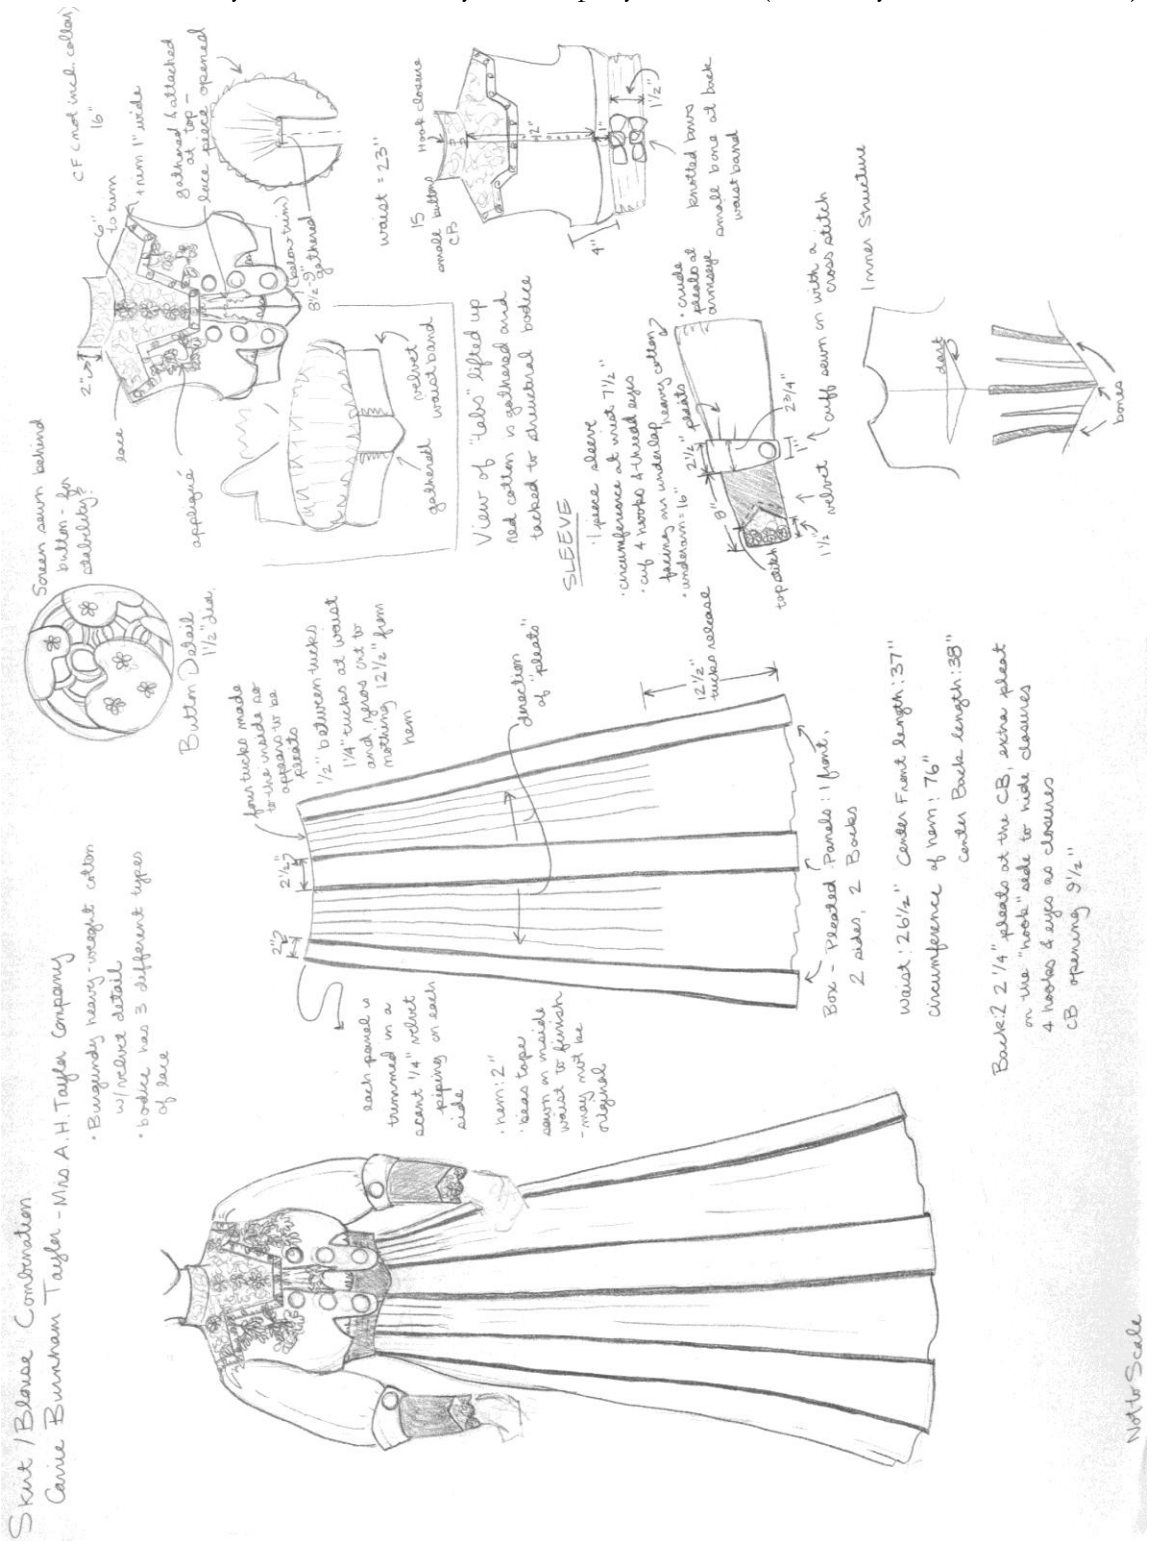 Skirt/Blouse Combination
Carrie Burnham Taylor - Mrs A.H. Taylor Company
• Burgundy heavy-weight cotton
w/velvet detail
• bodice has 3 different types
of lace
each panel is
trimmed in a
scant 1/4" velvet
piping on each
side
• hem: 2"
• bias tape
sewn on inside
waist to finish
- may not be
original
Screen sewn behind
button - for
stability?
Button Detail
1 1/2" dia.
four tucks made
to the inside so
appears to be
pleats
1/2" between tucks
1 1/4" tucks at waist
and zeros out to
nothing 12 1/2" from
hem
2"
2 1/2"
direction
of "pleats"
12 1/2"
tucks release
Box-Pleated Panels: 1 front,
2 sides, 2 Backs
Waist: 26 1/2" Center Front length: 37"
circumference of hem: 76"
center Back length: 38"
Back: 2 2 1/4" pleats at the CB, extra pleat
on the "hook" side to hide closures
4 hooks & eyes as closures
CB opening 9 1/2"
CF (not incl. collar)
16"
6"
to trim
trim 1" wide
2"
lace
appliqué
gathered & attached
at top -
lace piece opened
8 1/2 - 9" (below trim)
gathered
gathered
velvet
waistband
View of "tabs" lifted up
red cotton is gathered and
tacked to structural bodice
waist = 23"
15
small buttons
CB
Hook closure
12"
1"
1 1/2"
4"
knotted bows
small bone at back
waist band
SLEEVE
• 1 piece sleeve
• circumference at wrist 7 1/2"
• cuff 4 hooks & thread eyes
facing on underlap heavy cotton
• underarm = 16"
• crude
pleats at
armseye
2 1/2" pleats
8"
2 3/4"
1"
1 1/2"
topstitch
velvet
cuff sewn on with a
cross stitch
Inner Structure
dart
bones
Not to Scale